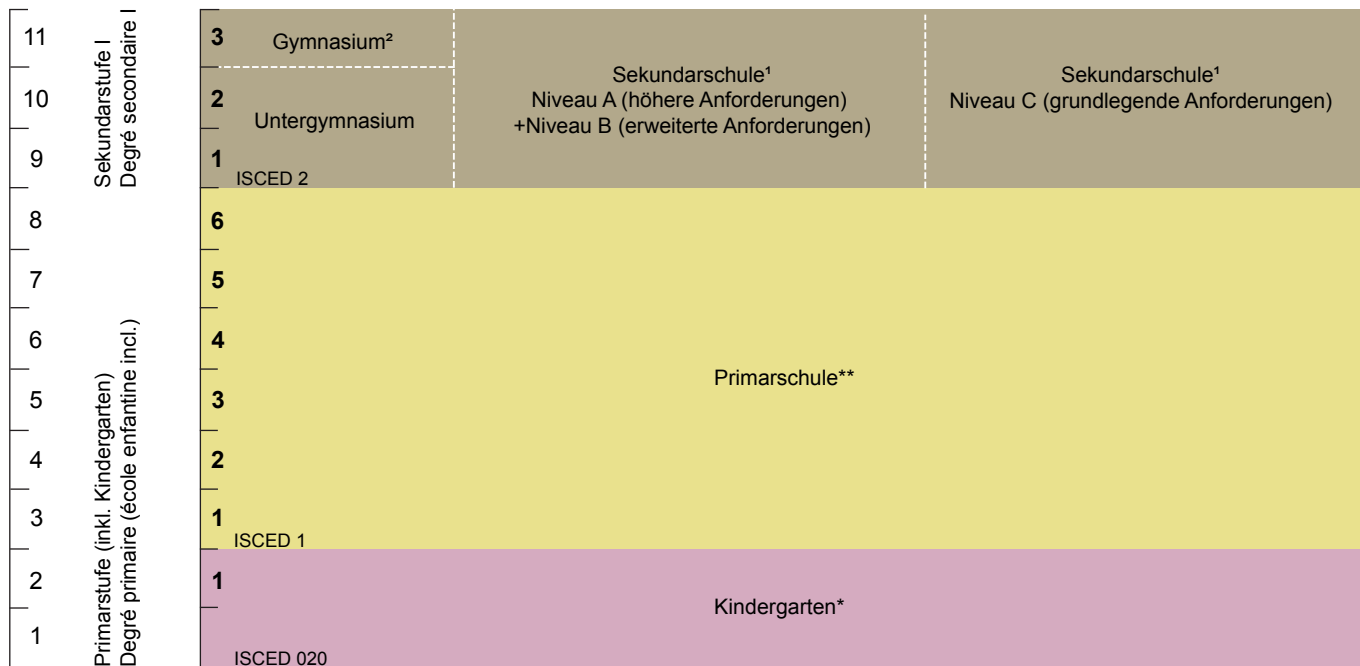 11
10
9
8
7
6
5
4
3
2
1
Sekundarstufe I
Degré secondaire I
Primarstufe (inkl. Kindergarten)
Degré primaire (école enfantine incl.)
3
2
1
6
5
4
3
2
1
1
Gymnasium²
Untergymnasium
ISCED 2
Sekundarschule¹
Niveau A (höhere Anforderungen)
+Niveau B (erweiterte Anforderungen)
Sekundarschule¹
Niveau C (grundlegende Anforderungen)
Primarschule**
ISCED 1
Kindergarten*
ISCED 020